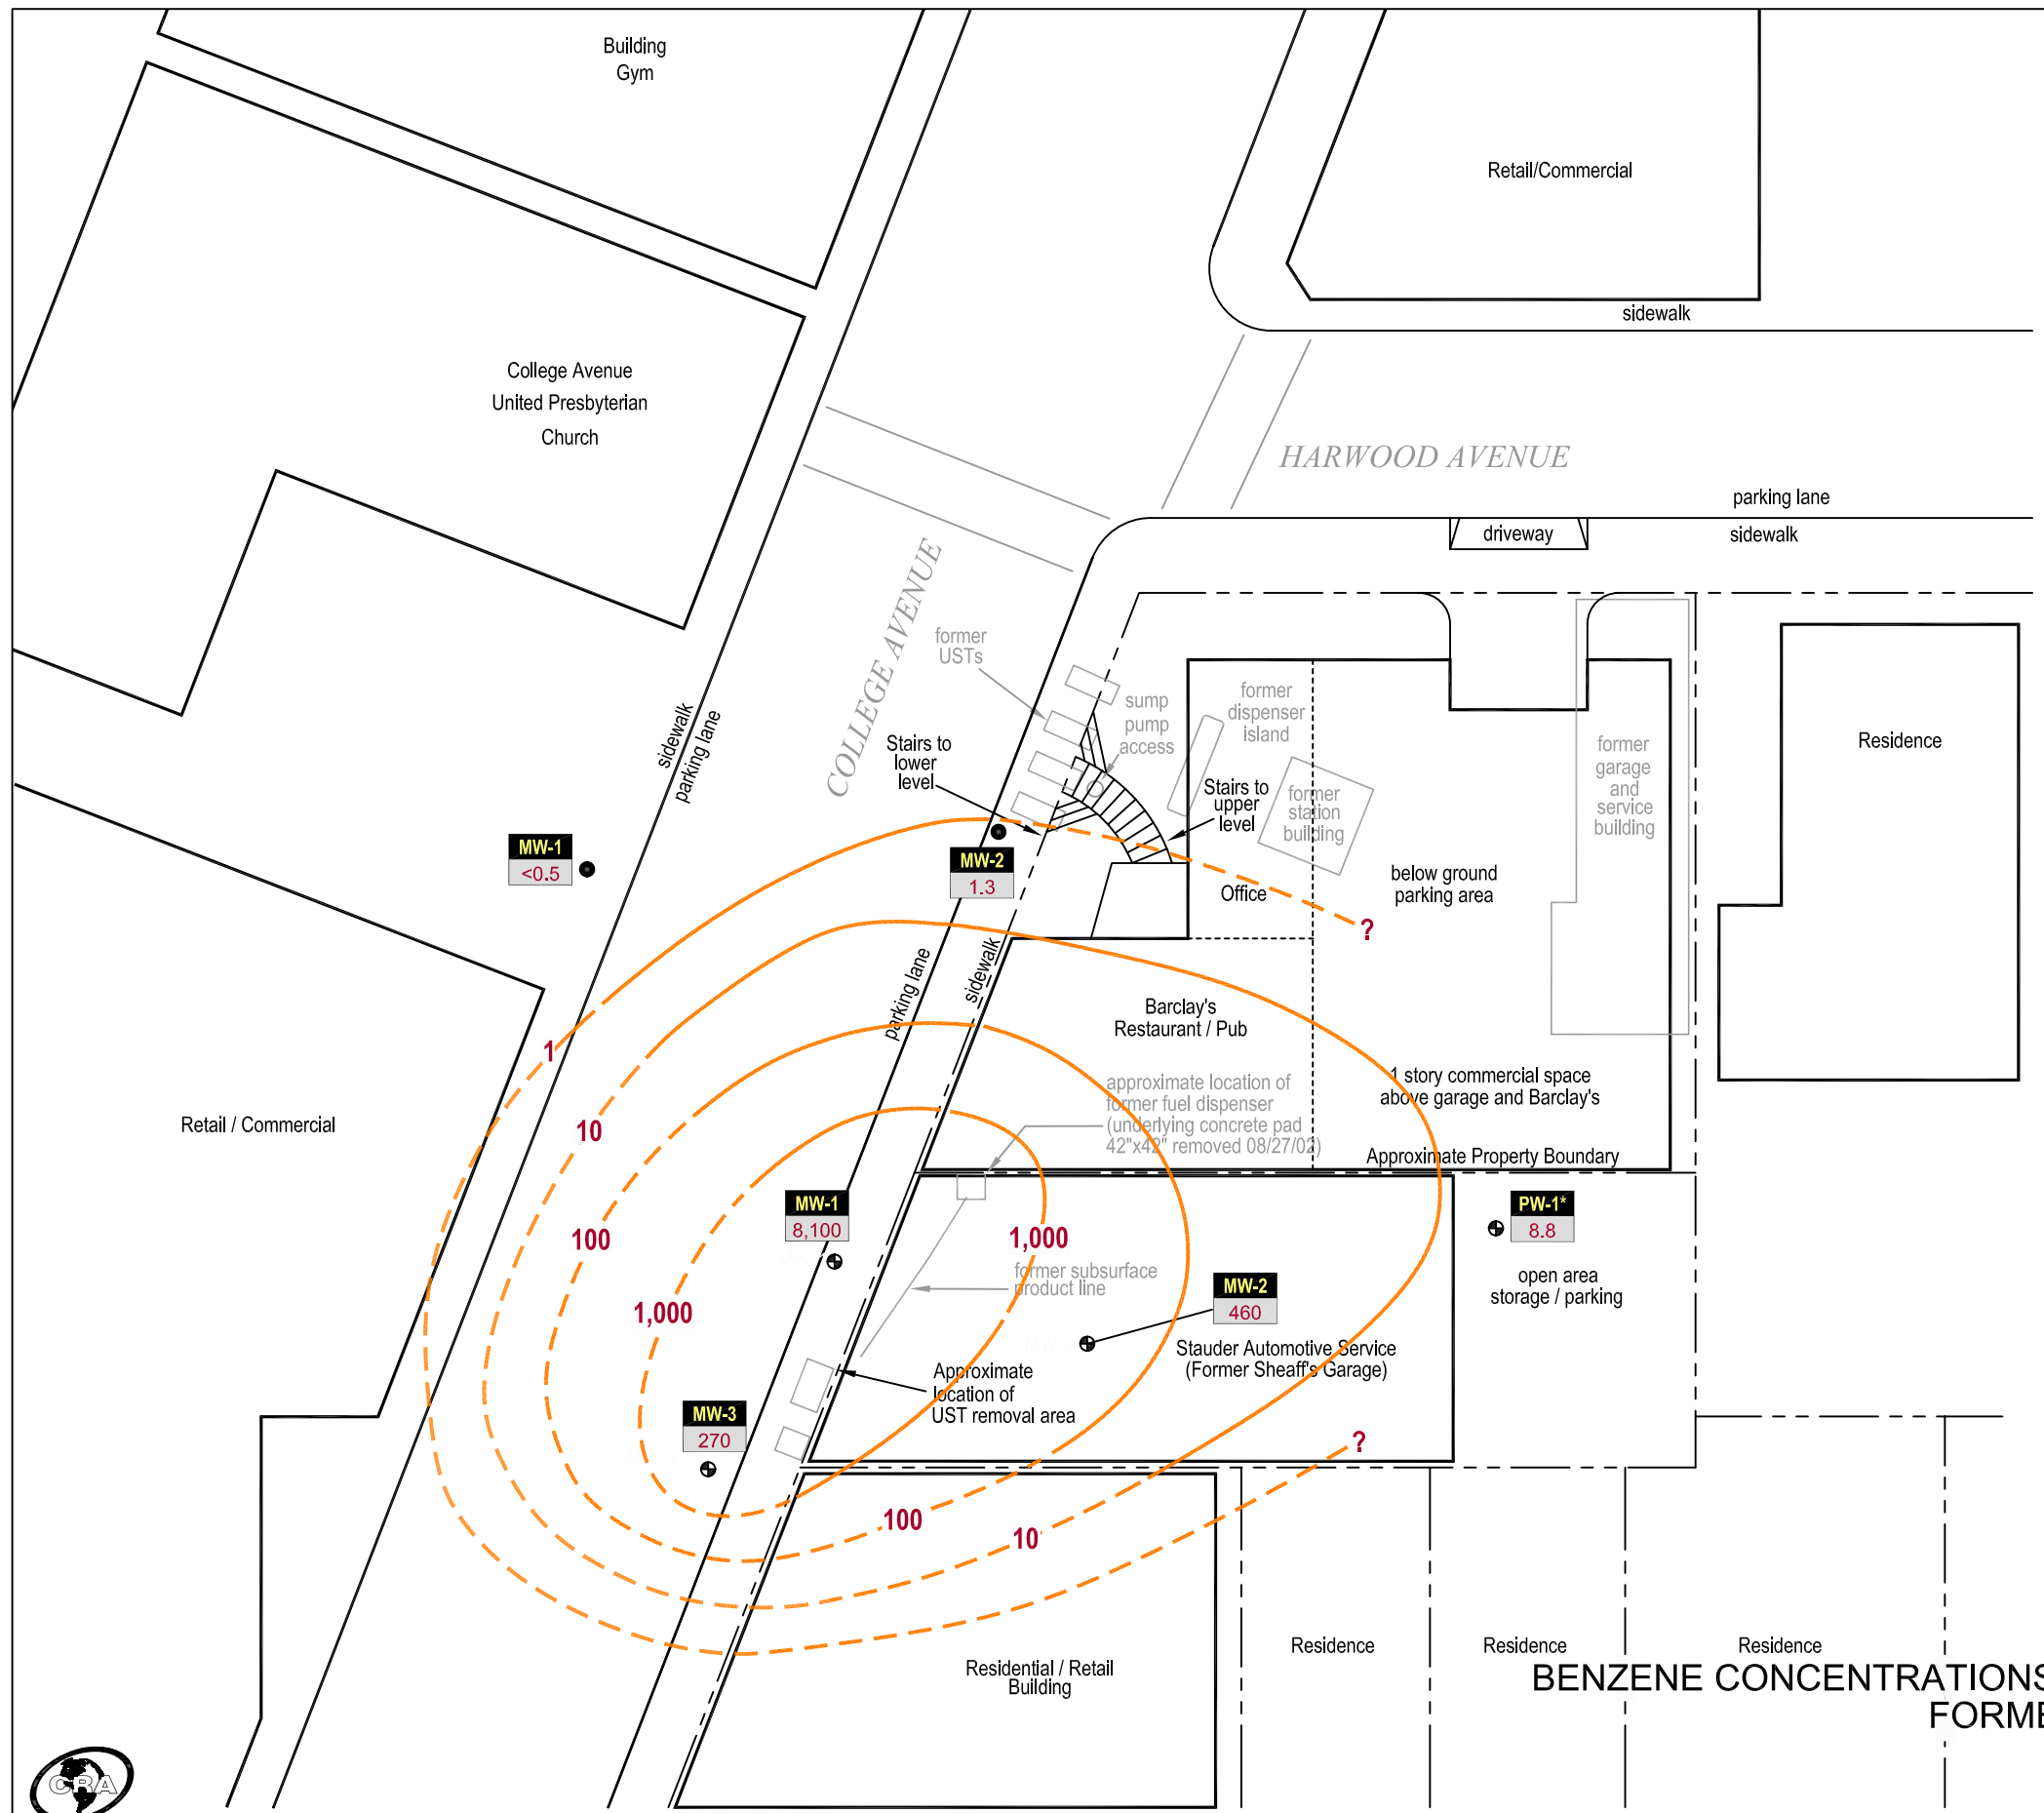 Building
Gym
Retail/Commercial
sidewalk
College Avenue
United Presbyterian
Church
HARWOOD AVENUE
parking lane
driveway
sidewalk
COLLEGE AVENUE
former
USTs
sump
pump
access
former
dispenser
island
sidewalk
parking lane
Stairs to
lower
level
Stairs to
upper
level
former
station
building
former
garage
and
service
building
Residence
MW-1
<0.5
MW-2
1.3
Office
below ground
parking area
?
parking lane
sidewalk
Barclay's
Restaurant / Pub
1
approximate location of
former fuel dispenser
(underlying concrete pad
42"x42" removed 08/27/02)
1 story commercial space
above garage and Barclay's
Retail / Commercial
10
Approximate Property Boundary
MW-1
8,100
PW-1*
8.8
100
1,000
former subsurface
product line
MW-2
460
open area
storage / parking
1,000
Stauder Automotive Service
(Former Sheaff's Garage)
Approximate
location of
UST removal area
MW-3
270
?
100
10
Residential / Retail
Building
Residence
Residence
Residence
BENZENE CONCENTRATIONS
FORME
CRA